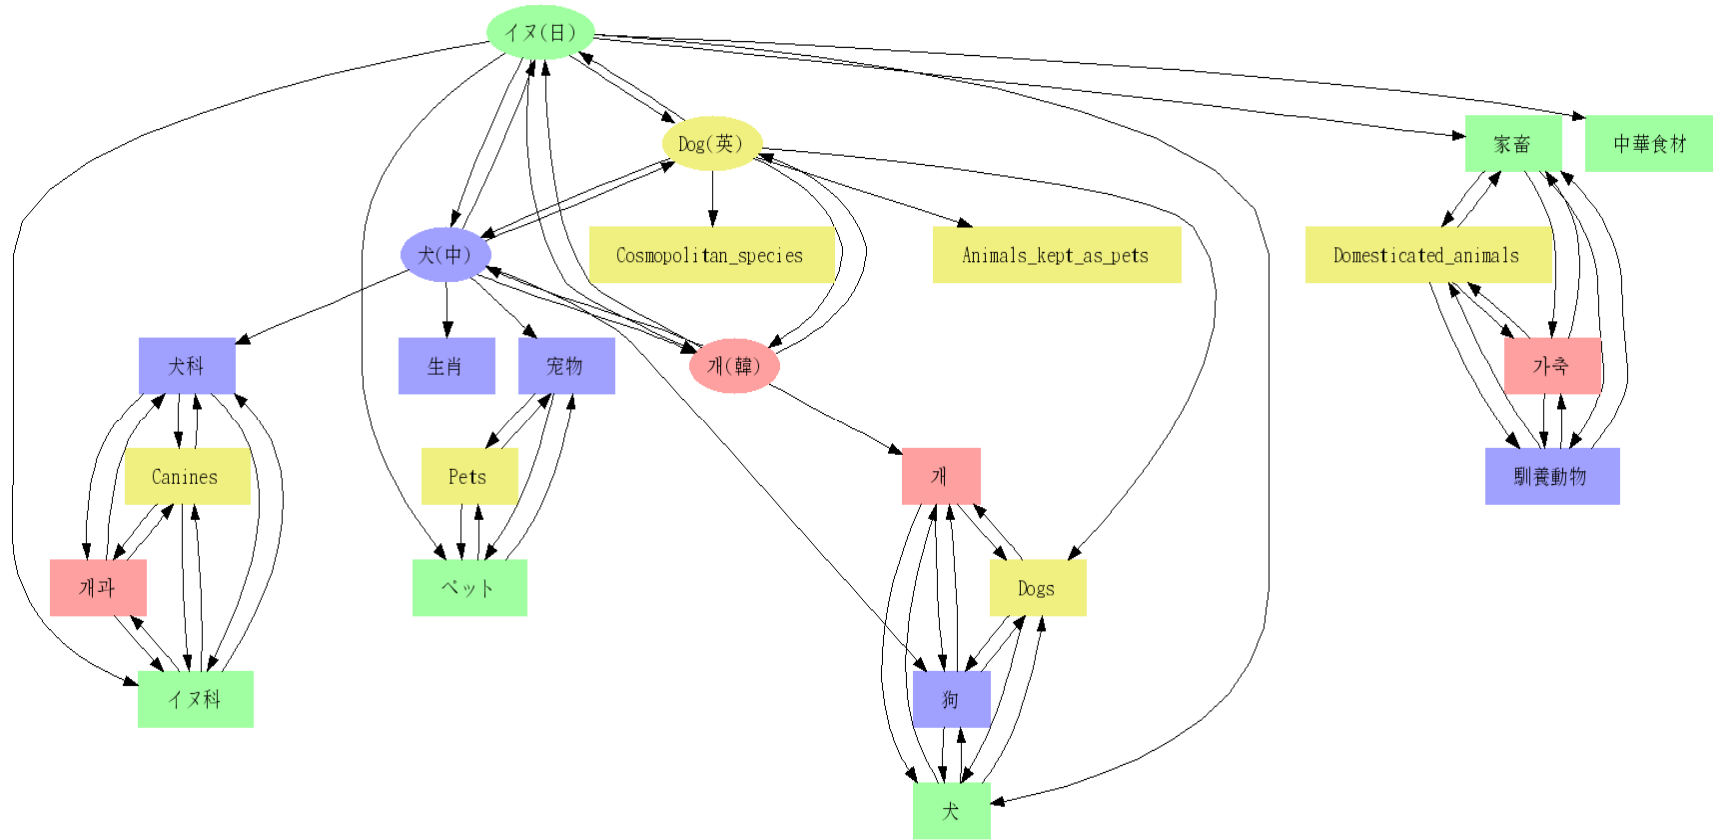 イヌ(日)
Dog(英)
家畜
中華食材
犬(中)
Cosmopolitan_species
Animals_kept_as_pets
Domesticated_animals
犬科
生肖
宠物
개(韓)
가축
Canines
Pets
개
馴養動物
개과
ペット
Dogs
イヌ科
狗
犬